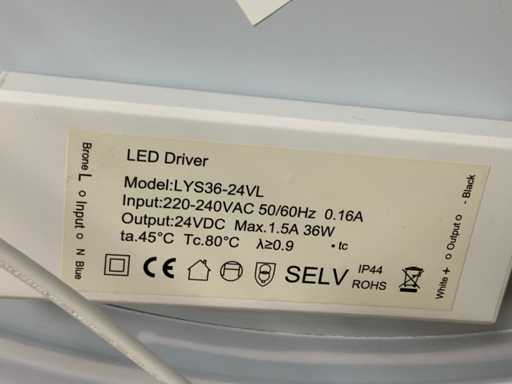 LED Driver
Model:LYS36-24VL
Input:220-240VAC 50/60Hz 0.16A
Output:24VDC Max.1.5A 36W
ta.45°C Tc.80°C λ≥0.9 • tc
CE SELV IP44
ROHS
Brone L o Input o N Blue
White + o Output o - Black